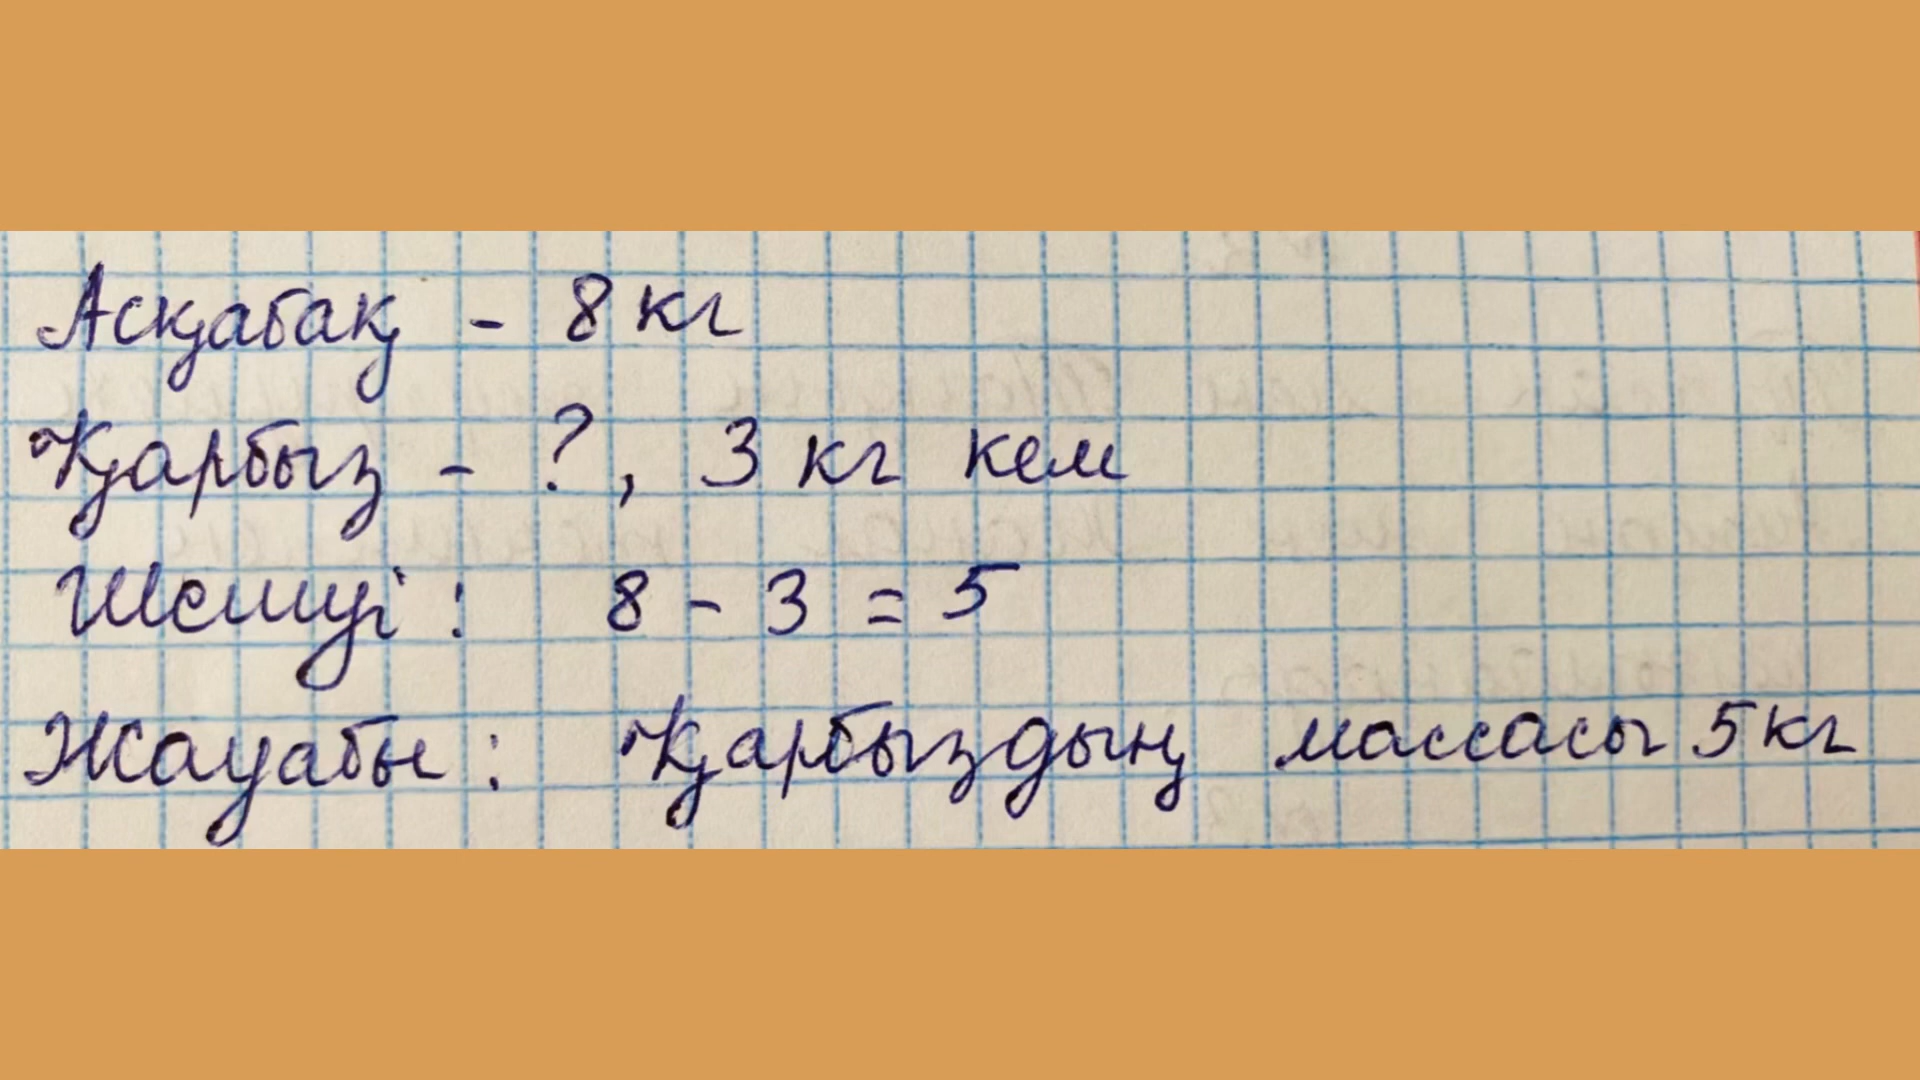 Асқабақ - 8 кг
Қарбыз - ?, 3 кг кем
Шешуі: 8 - 3 = 5
Жауабы: Қарбыздың массасы 5 кг